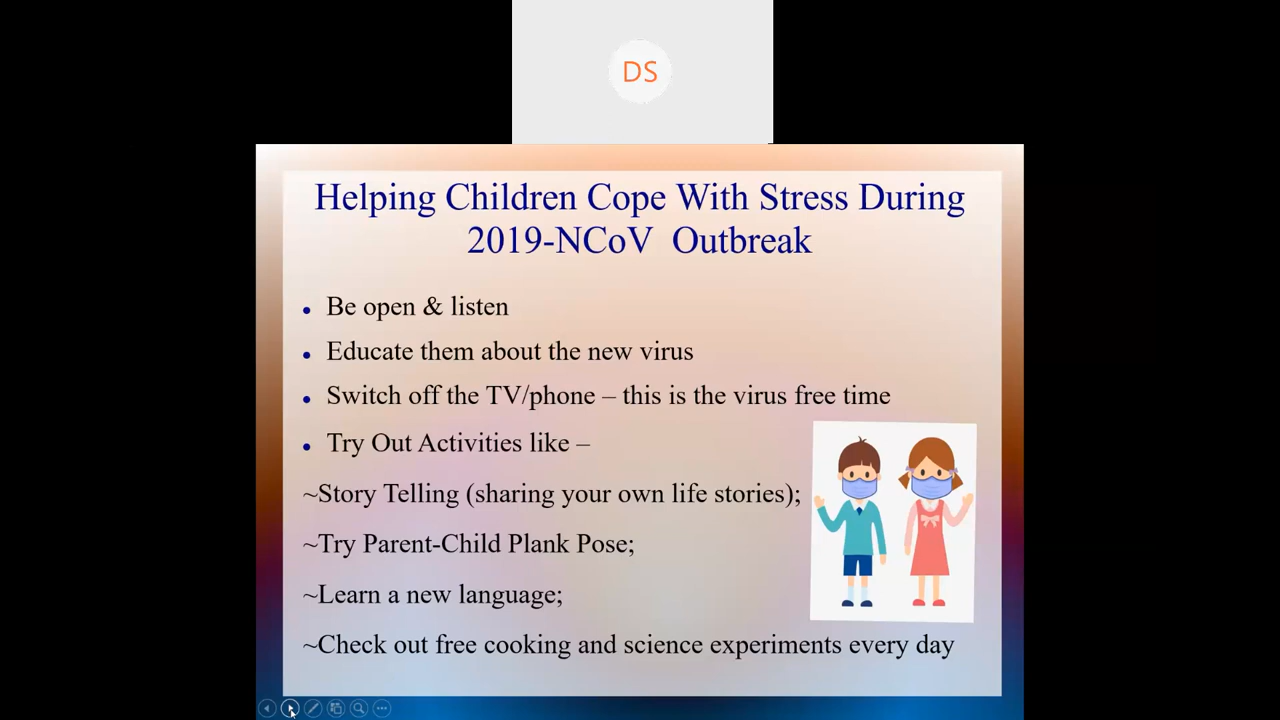 DS
Helping Children Cope With Stress During
2019-NCoV Outbreak
• Be open & listen
• Educate them about the new virus
• Switch off the TV/phone – this is the virus free time
• Try Out Activities like –
~Story Telling (sharing your own life stories);
~Try Parent-Child Plank Pose;
~Learn a new language;
~Check out free cooking and science experiments every day